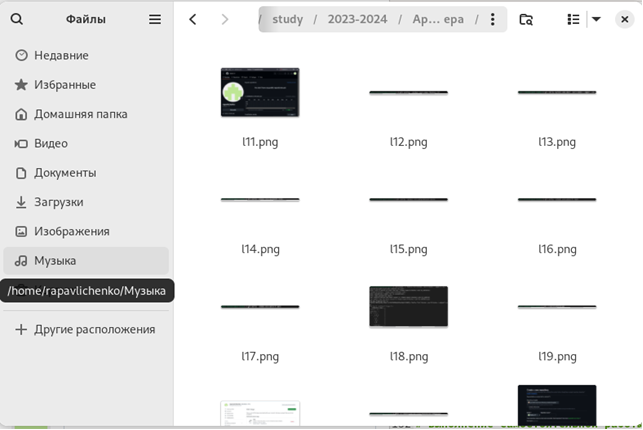 Файлы
/ study / 2023-2024 / Ар… ера /
Недавние
Избранные
Домашняя папка
Видео
Документы
Загрузки
Изображения
Музыка
/home/rapavlichenko/Музыка
Другие расположения
l11.png l12.png l13.png
l14.png l15.png l16.png
l17.png l18.png l19.png